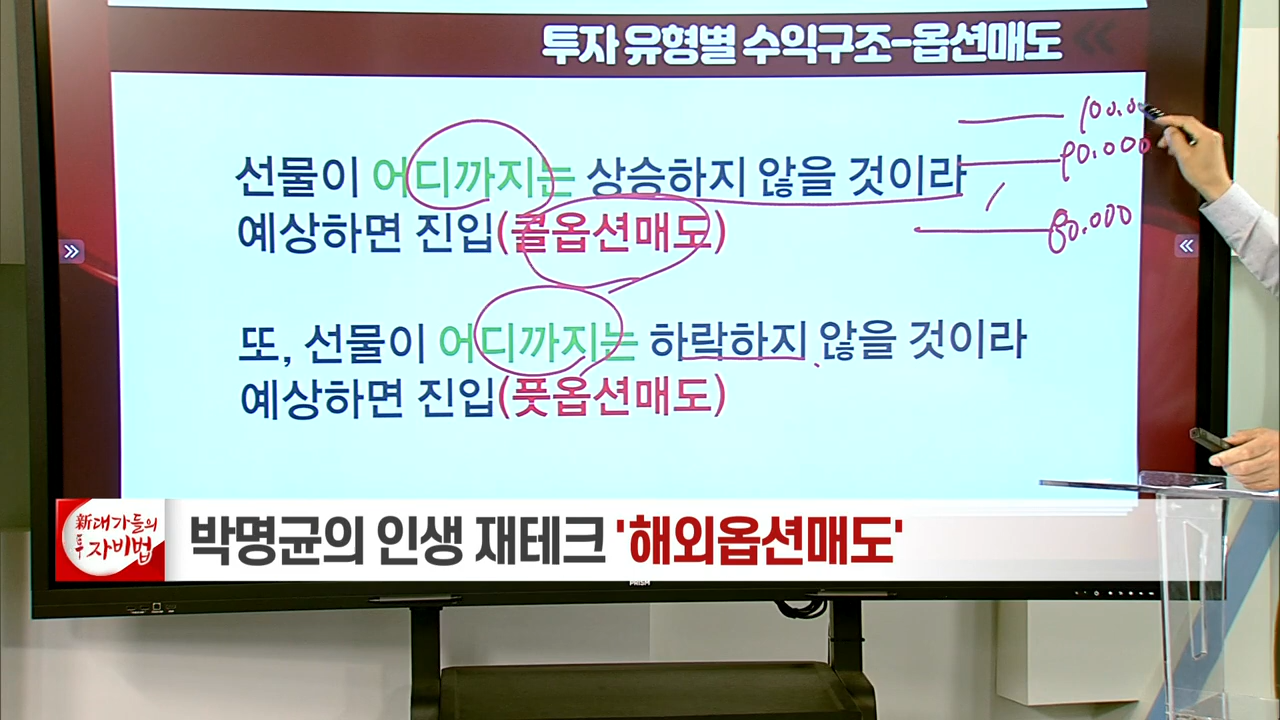 투자 유형별 수익구조-옵션매도
100.0
선물이 어디까지는 상승하지 않을 것이라
90.000
예상하면 진입(콜옵션매도)
80.000
또, 선물이 어디까지는 하락하지 않을 것이라
예상하면 진입(풋옵션매도)
新대가들의
투자비법
박명균의 인생 재테크 '해외옵션매도'
PRISM